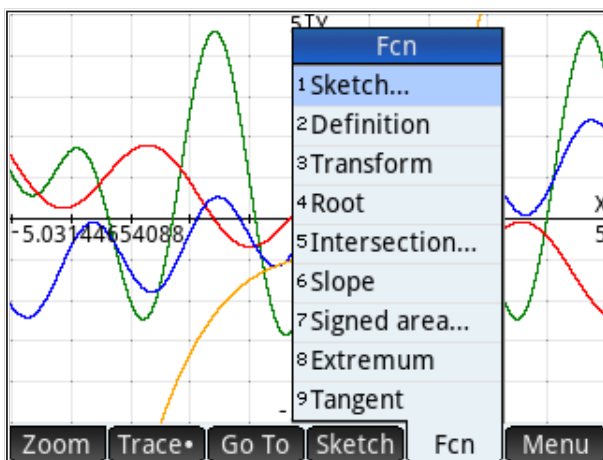 5TY
Fcn
1 Sketch...
2 Definition
3 Transform
4 Root
X
-5.03144654088
5 Intersection...
5
6 Slope
7 Signed area...
8 Extremum
9 Tangent
-
Zoom Trace• Go To Sketch Fcn Menu